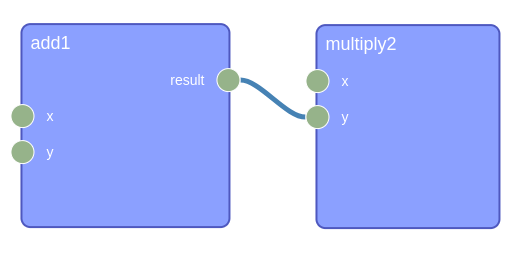 add1
result
x
y
multiply2
x
y